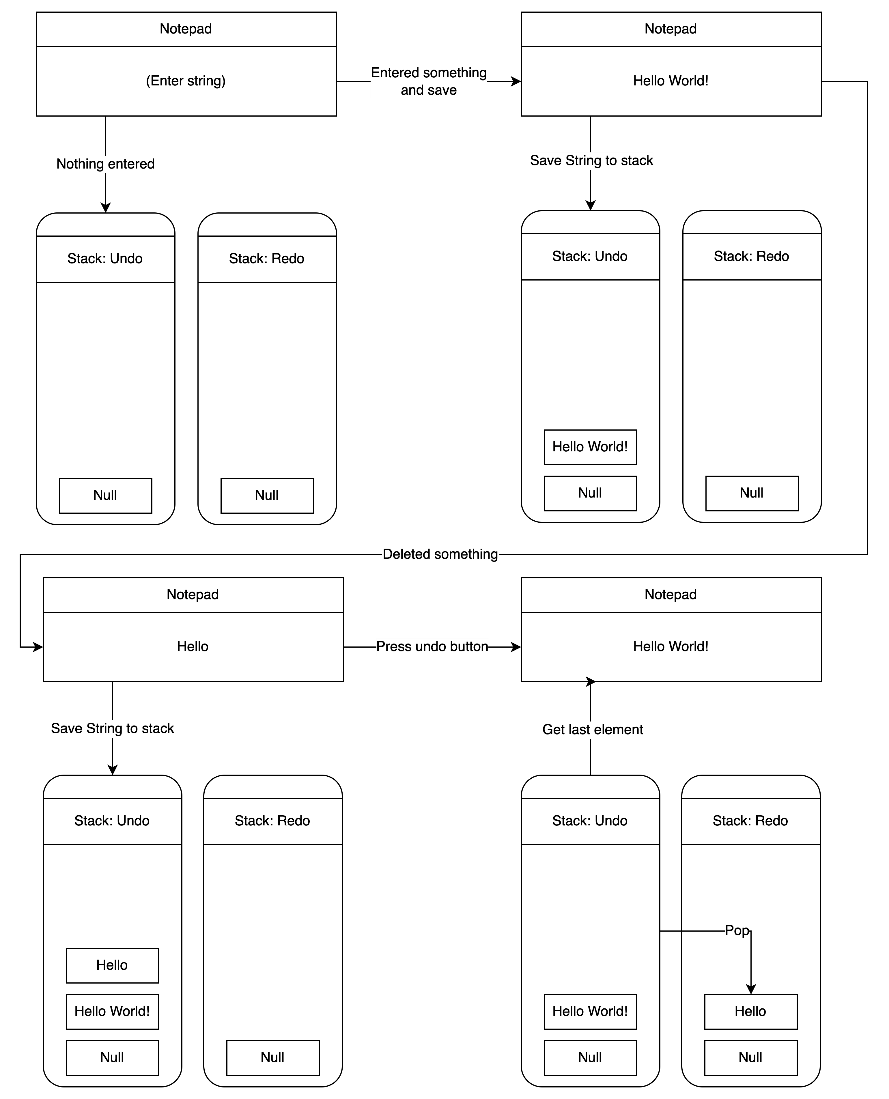 Notepad
(Enter string)
Entered something
and save
Notepad
Hello World!
Nothing entered
Save String to stack
Stack: Undo
Stack: Redo
Null
Null
Stack: Undo
Stack: Redo
Hello World!
Null
Null
Deleted something
Notepad
Hello
Press undo button
Notepad
Hello World!
Save String to stack
Get last element
Stack: Undo
Stack: Redo
Hello
Hello World!
Null
Null
Stack: Undo
Stack: Redo
Pop
Hello World!
Hello
Null
Null